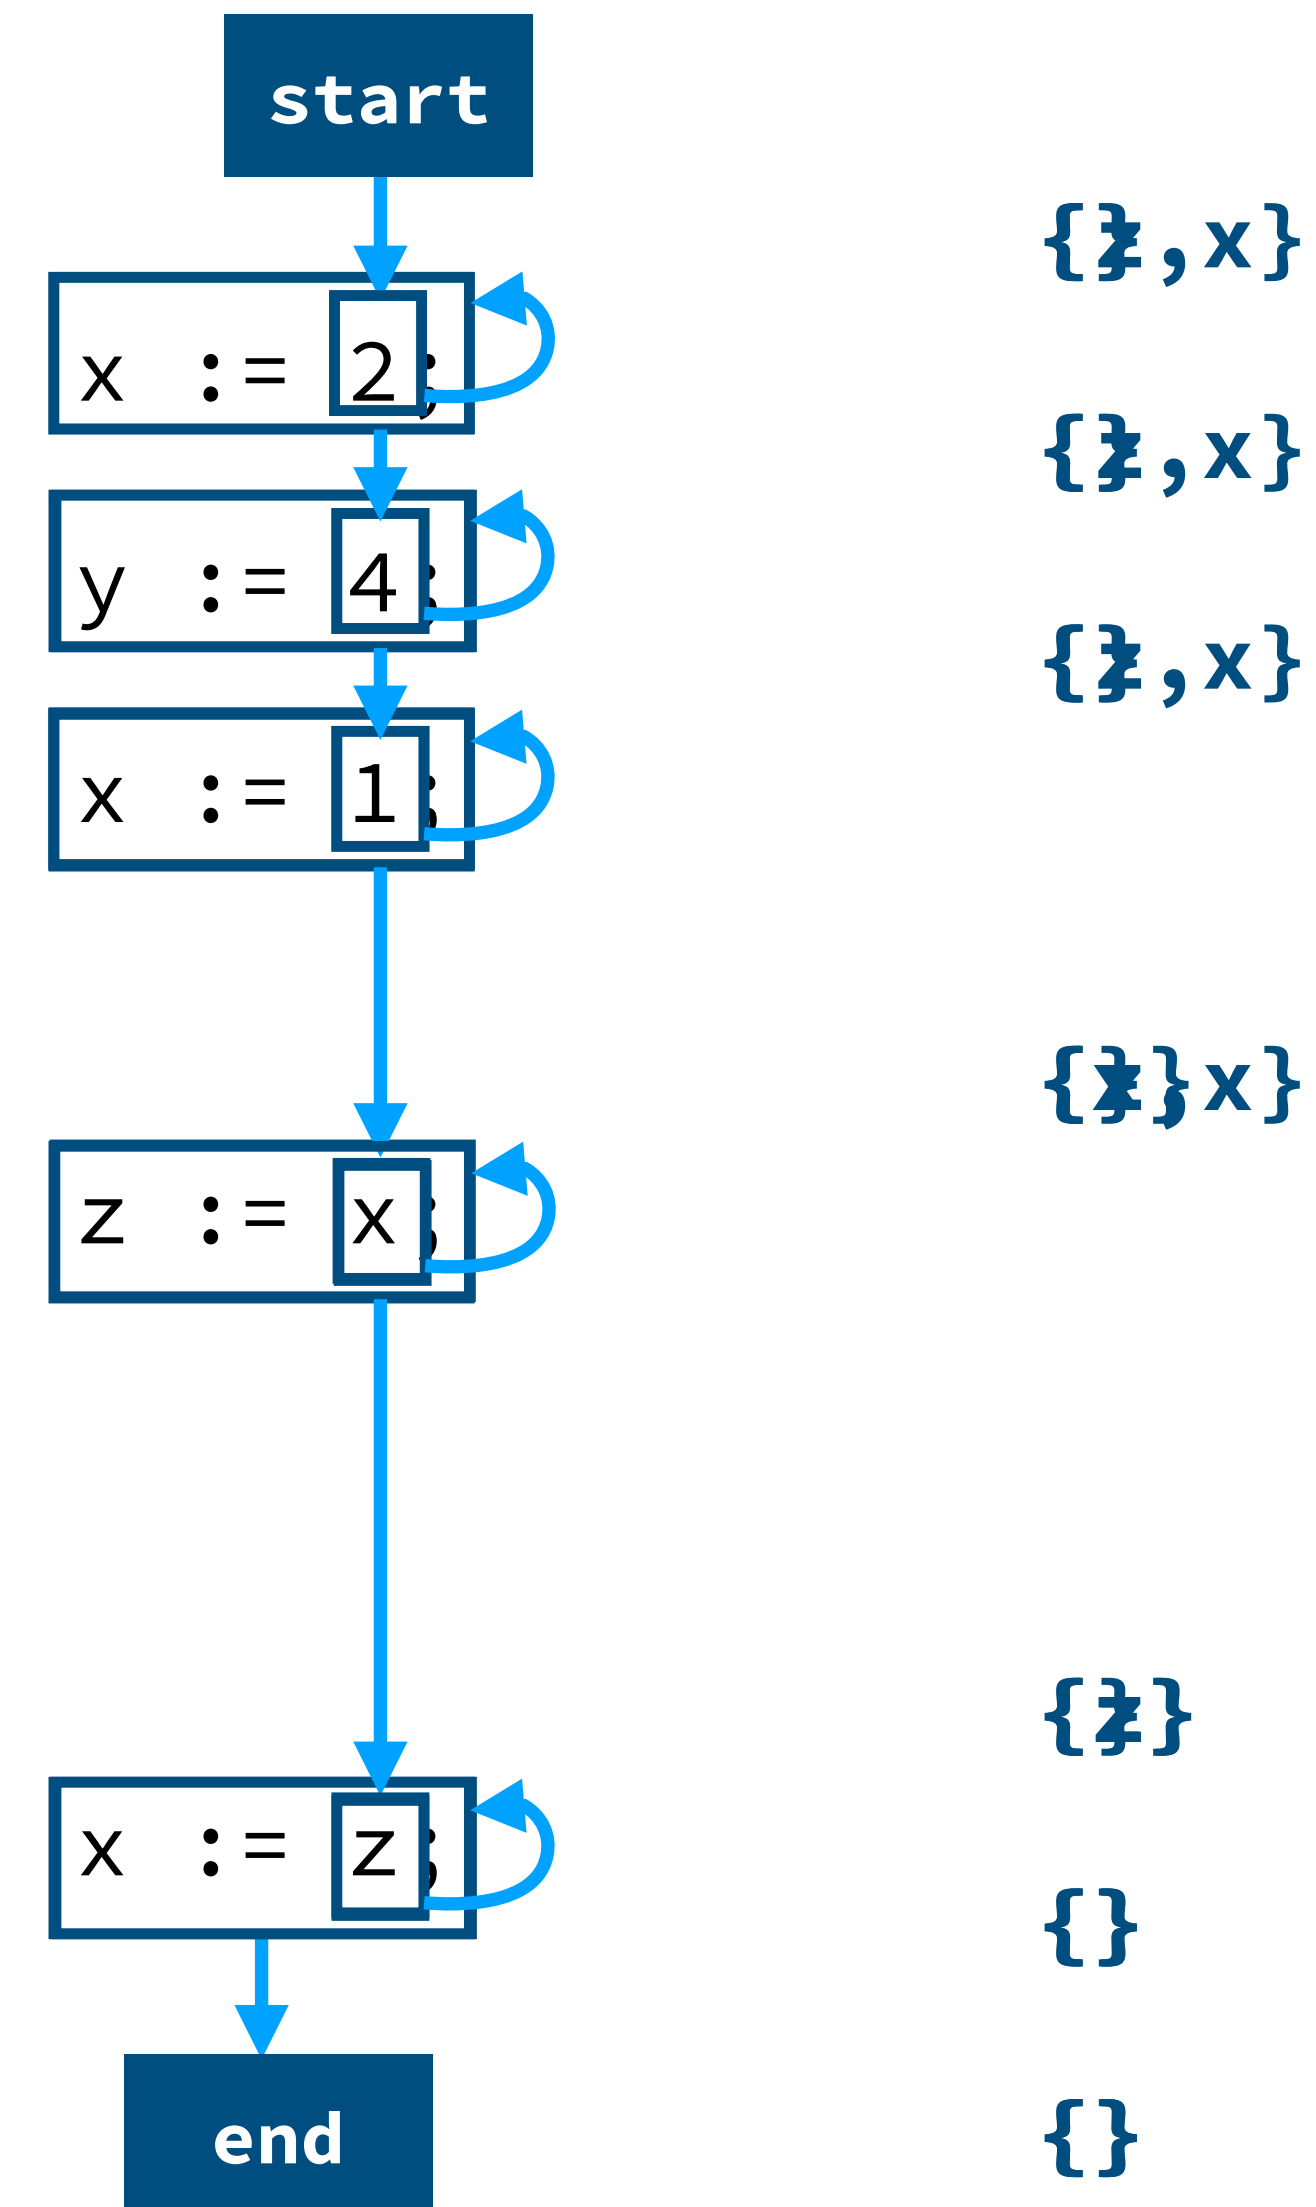 start
{z,x}
x := 2;
{z,x}
y := 4;
{z,x}
x := 1;
{z,x}
z := x;
{z}
x := z;
{}
end
{}